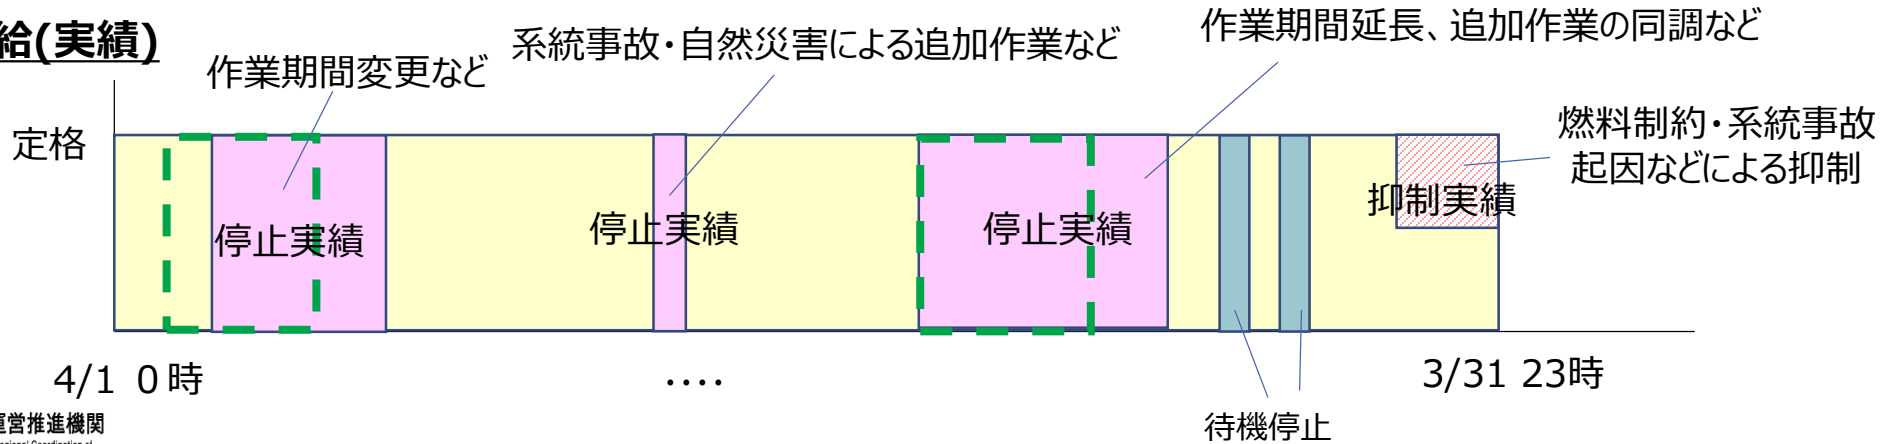 給(実績)
作業期間変更など
系統事故・自然災害による追加作業など
作業期間延長、追加作業の同調など
定格
燃料制約・系統事故
起因などによる抑制
停止実績
停止実績
停止実績
抑制実績
4/1 0時
....
3/31 23時
待機停止
営推進機関